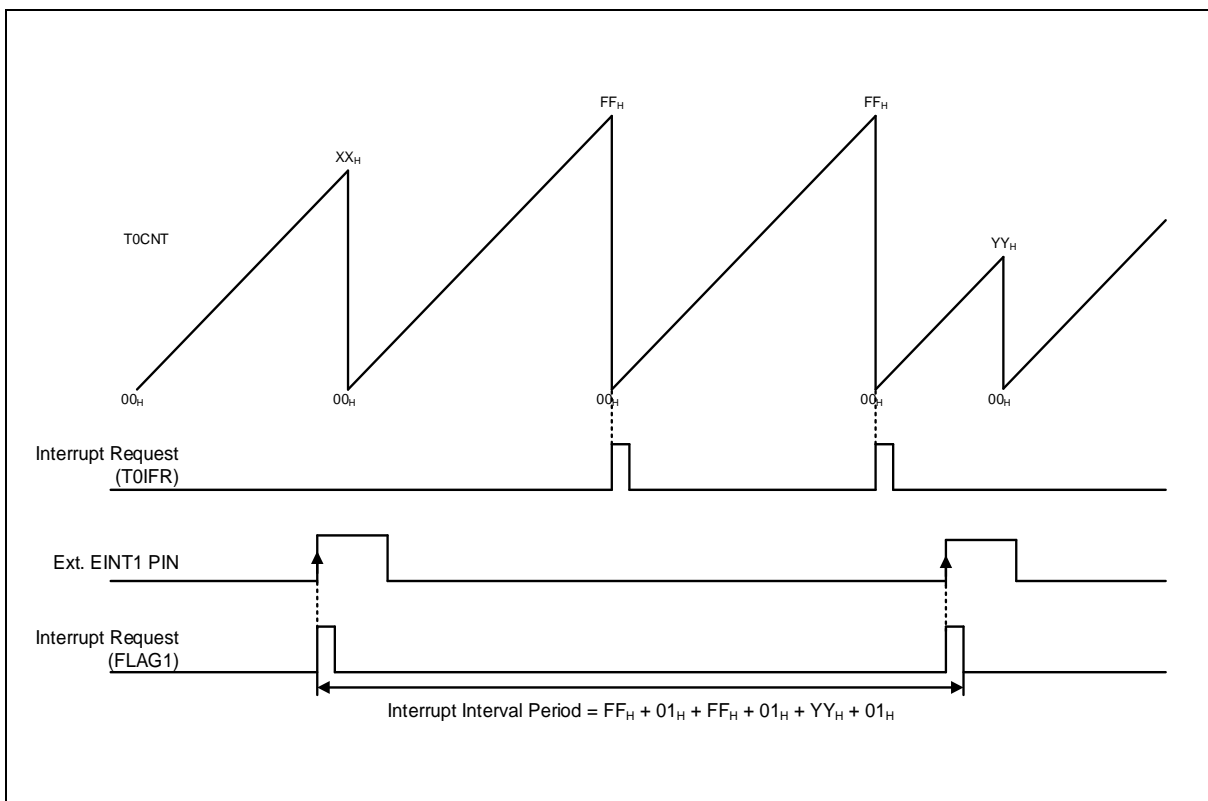 FFH FFH
XXH
T0CNT
YYH
00H 00H 00H 00H 00H
Interrupt Request
(T0IFR)
Ext. EINT1 PIN
Interrupt Request
(FLAG1)
Interrupt Interval Period = FFH + 01H + FFH + 01H + YYH + 01H